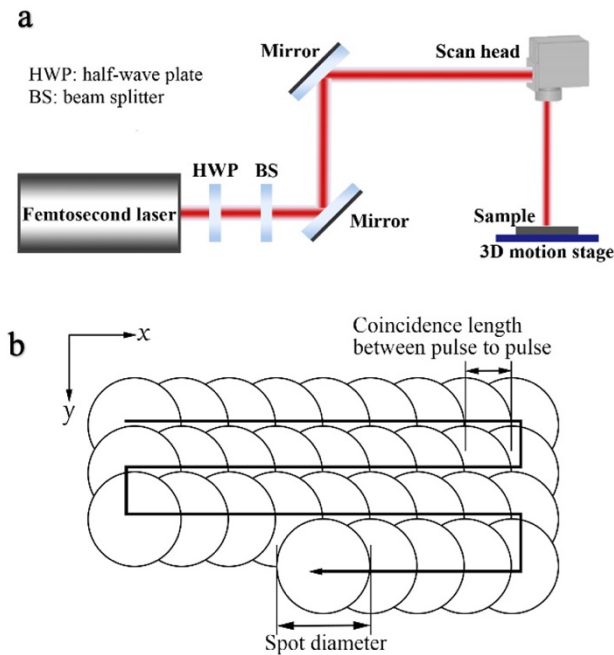 a
HWP: half-wave plate
BS: beam splitter
Mirror
Scan head
HWP
BS
Femtosecond laser
Mirror
Sample
3D motion stage
b
x
y
Coincidence length
between pulse to pulse
Spot diameter